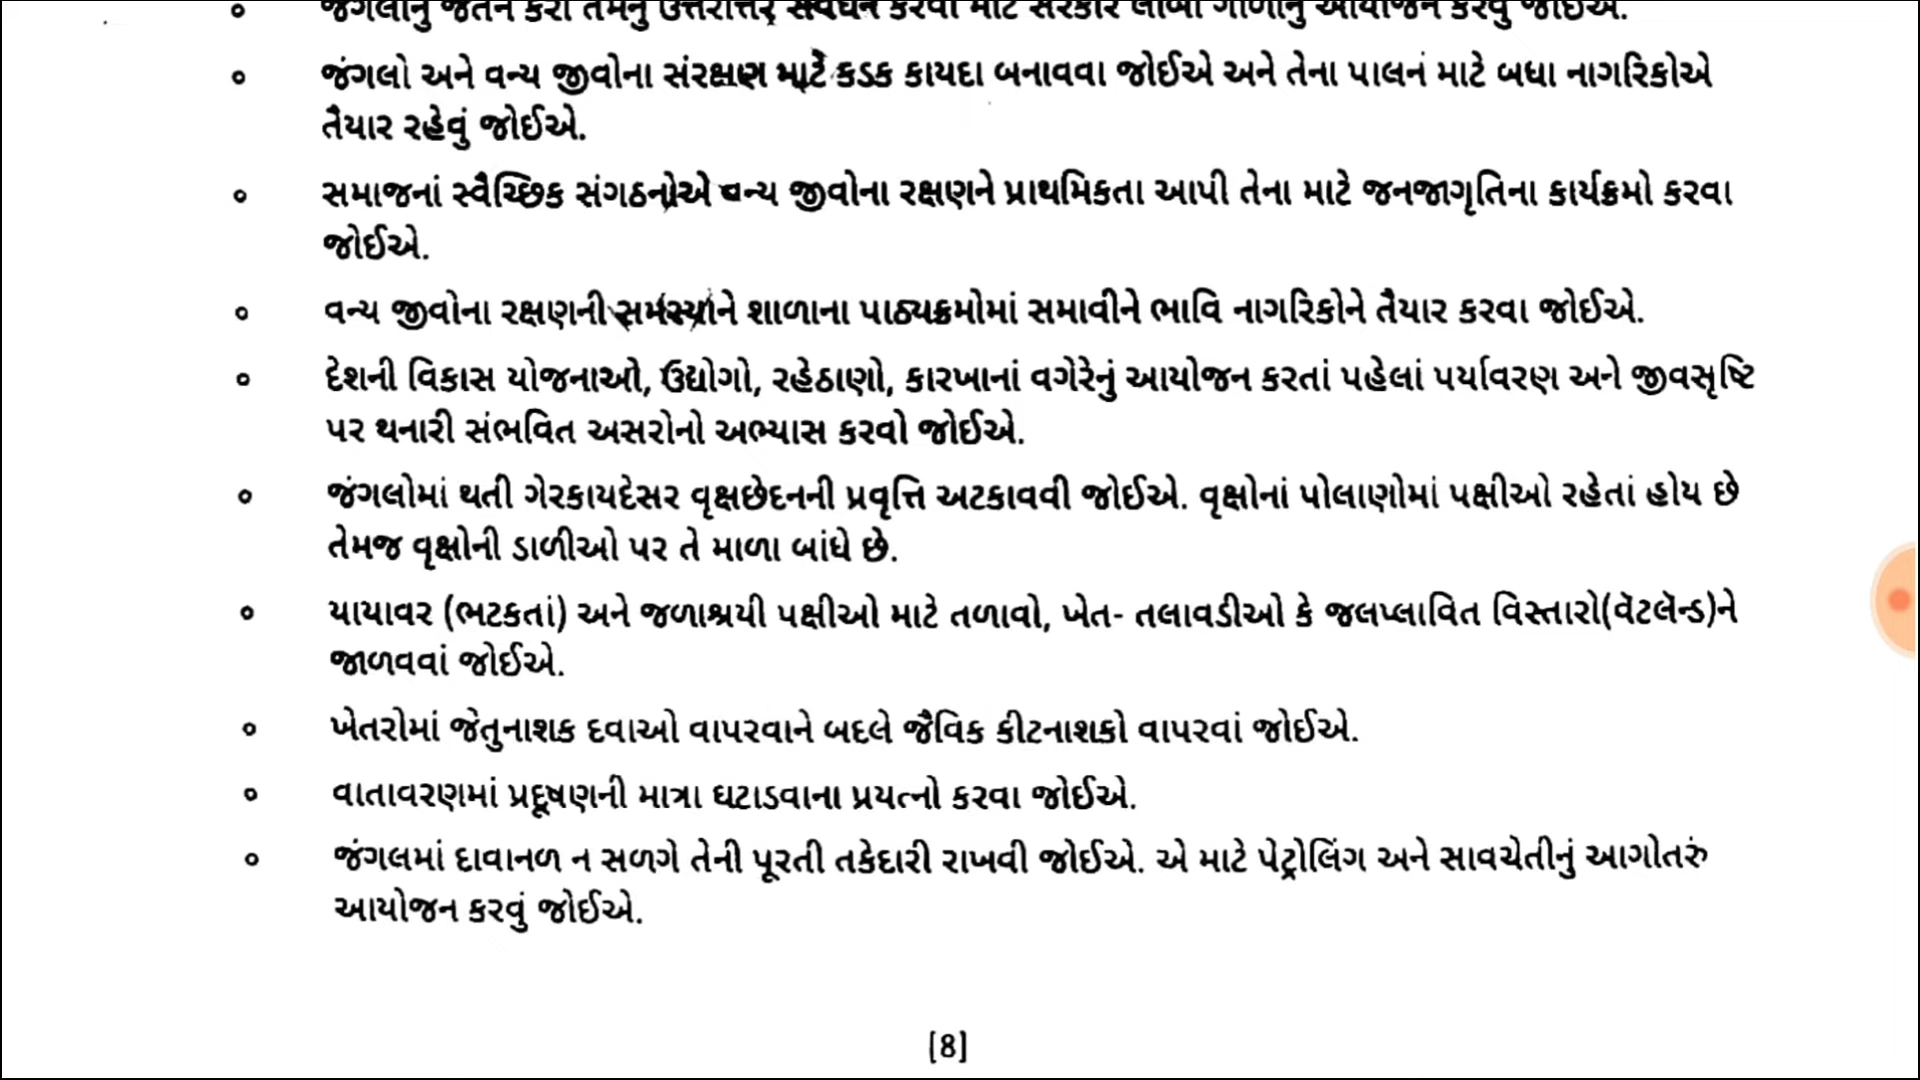 જંગલોનું જતન કરી તેમનું ઉત્તરોત્તર સંવર્ધન કરવા માટે સરકારે લાંબા ગાળાનું આયોજન કરવું જોઈએ.
જંગલો અને વન્ય જીવોના સંરક્ષણ માટે કડક કાયદા બનાવવા જોઈએ અને તેના પાલનં માટે બધા નાગરિકોએ
તૈયાર રહેવું જોઈએ.
સમાજનાં સ્વૈચ્છિક સંગઠનોએ વન્ય જીવોના રક્ષણને પ્રાથમિકતા આપી તેના માટે જનજાગૃતિના કાર્યક્રમો કરવા
જોઈએ.
વન્ય જીવોના રક્ષણની સમસ્યાને શાળાના પાઠ્યક્રમોમાં સમાવીને ભાવિ નાગરિકોને તૈયાર કરવા જોઈએ.
દેશની વિકાસ યોજનાઓ, ઉદ્યોગો, રહેઠાણો, કારખાનાં વગેરેનું આયોજન કરતાં પહેલાં પર્યાવરણ અને જીવસૃષ્ટિ
પર થનારી સંભવિત અસરોનો અભ્યાસ કરવો જોઈએ.
જંગલોમાં થતી ગેરકાયદેસર વૃક્ષછેદનની પ્રવૃત્તિ અટકાવવી જોઈએ. વૃક્ષોનાં પોલાણોમાં પક્ષીઓ રહેતાં હોય છે
તેમજ વૃક્ષોની ડાળીઓ પર તે માળા બાંધે છે.
યાયાવર (ભટકતાં) અને જળાશ્રયી પક્ષીઓ માટે તળાવો, ખેત- તલાવડીઓ કે જલપ્લાવિત વિસ્તારો(વૅટલૅન્ડ)ને
જાળવવાં જોઈએ.
ખેતરોમાં જેતુનાશક દવાઓ વાપરવાને બદલે જૈવિક કીટનાશકો વાપરવાં જોઈએ.
વાતાવરણમાં પ્રદૂષણની માત્રા ઘટાડવાના પ્રયત્નો કરવા જોઈએ.
જંગલમાં દાવાનળ ન સળગે તેની પૂરતી તકેદારી રાખવી જોઈએ. એ માટે પેટ્રોલિંગ અને સાવચેતીનું આગોતરું
આયોજન કરવું જોઈએ.
[8]